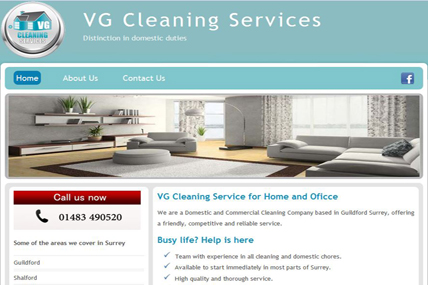 VG Cleaning Services
VG
CLEANING
SERVICES
Distinction in domestic duties
Home
About Us
Contact Us
f
Call us now
01483 490520
Some of the areas we cover in Surrey
Guildford
Shalford
VG Cleaning Service for Home and Oficce
We are a Domestic and Commercial Cleaning Company based in Guildford Surrey, offering
a friendly, competitive and reliable service.
Busy life? Help is here
Team with experience in all cleaning and domestic chores.
Available to start immediately in most parts of Surrey.
High quality and thorough service.